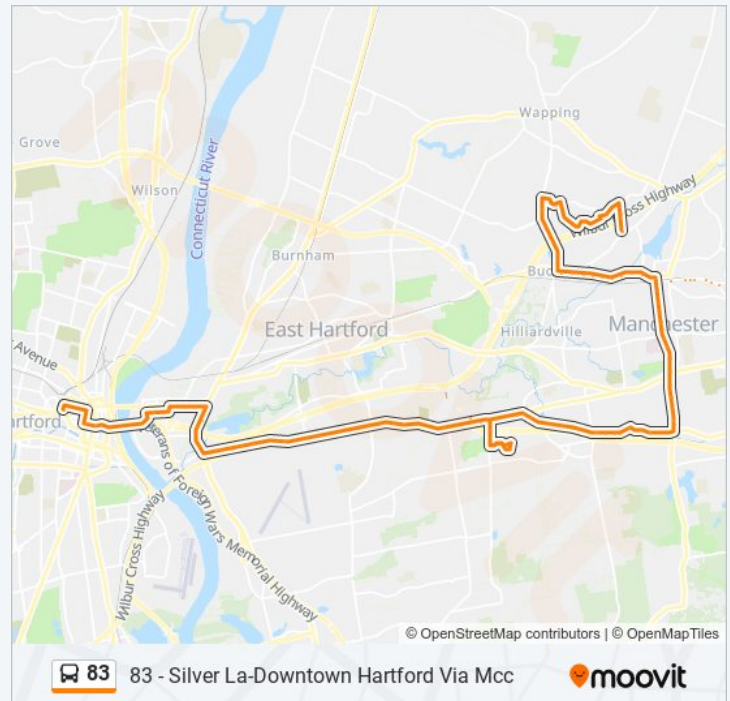 Wapping
Grove
Connecticut River
Wilson
Wilbur Cross Highway
Burnham
Buc
East Hartford
Hilliardville
Manchester
Avenue
artford
Veterans of Foreign Wars Memorial Highway
Wilbur Cross Highway
© OpenStreetMap contributors | © OpenMapTiles
83 83 - Silver La-Downtown Hartford Via Mcc moovit